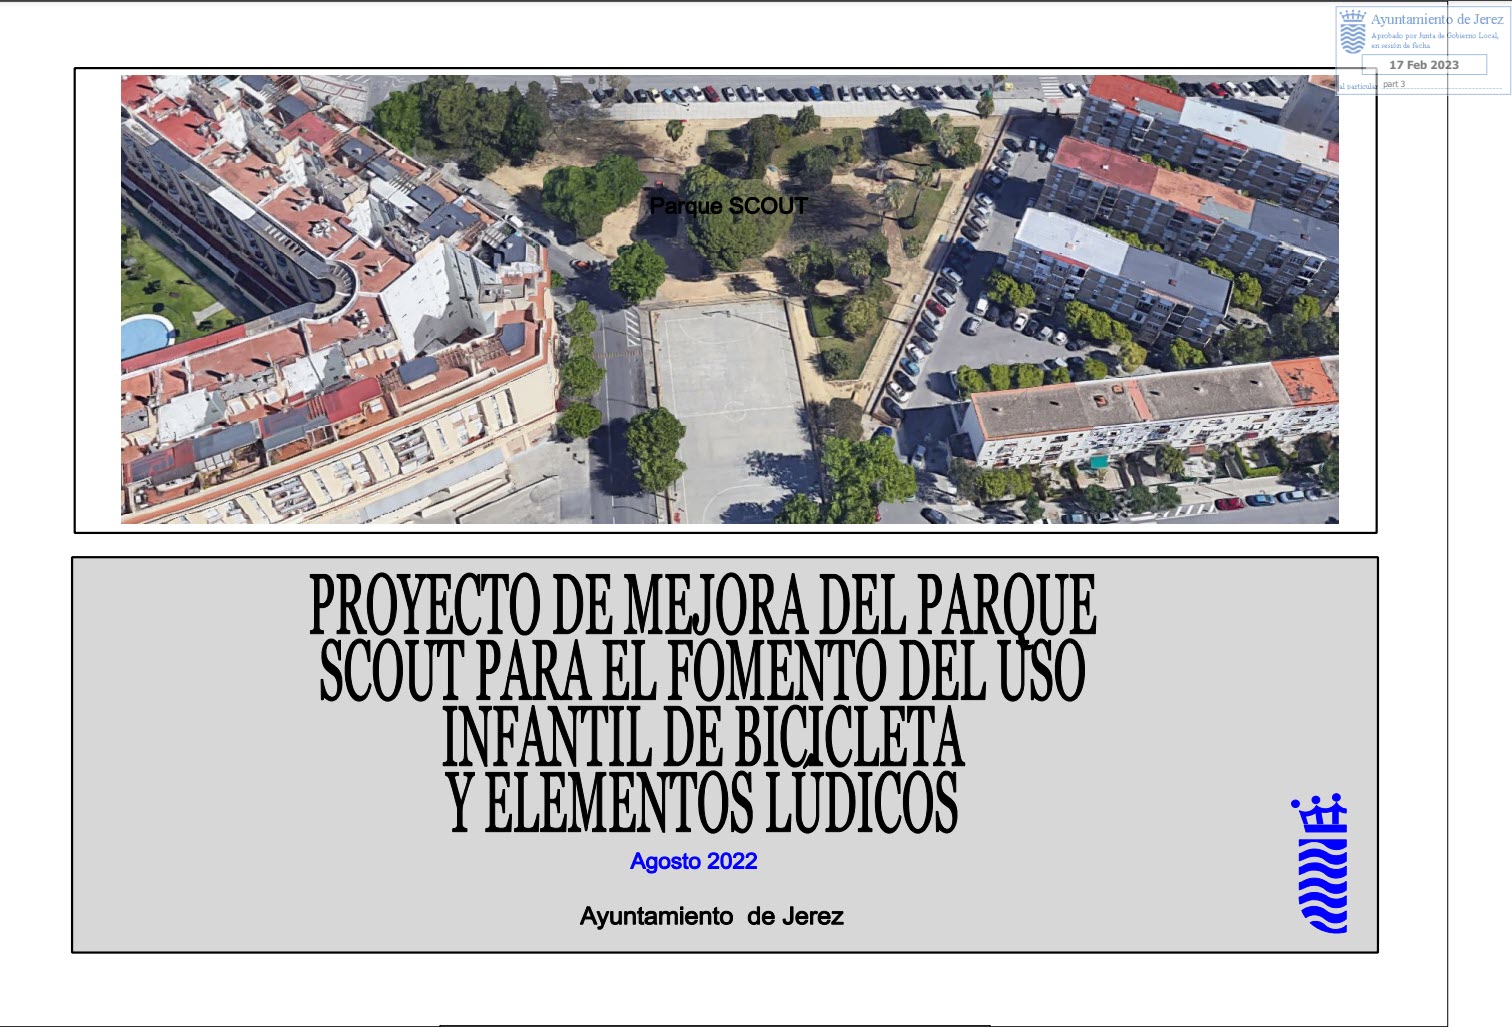 Ayuntamiento de Jerez
Aprobado por Junta de Gobierno Local,
en sesión de fecha
17 Feb 2023
al particular part 3
Parque SCOUT
PROYECTO DE MEJORA DEL PARQUE
SCOUT PARA EL FOMENTO DEL USO
INFANTIL DE BICICLETA
Y ELEMENTOS LÚDICOS
Agosto 2022
Ayuntamiento de Jerez